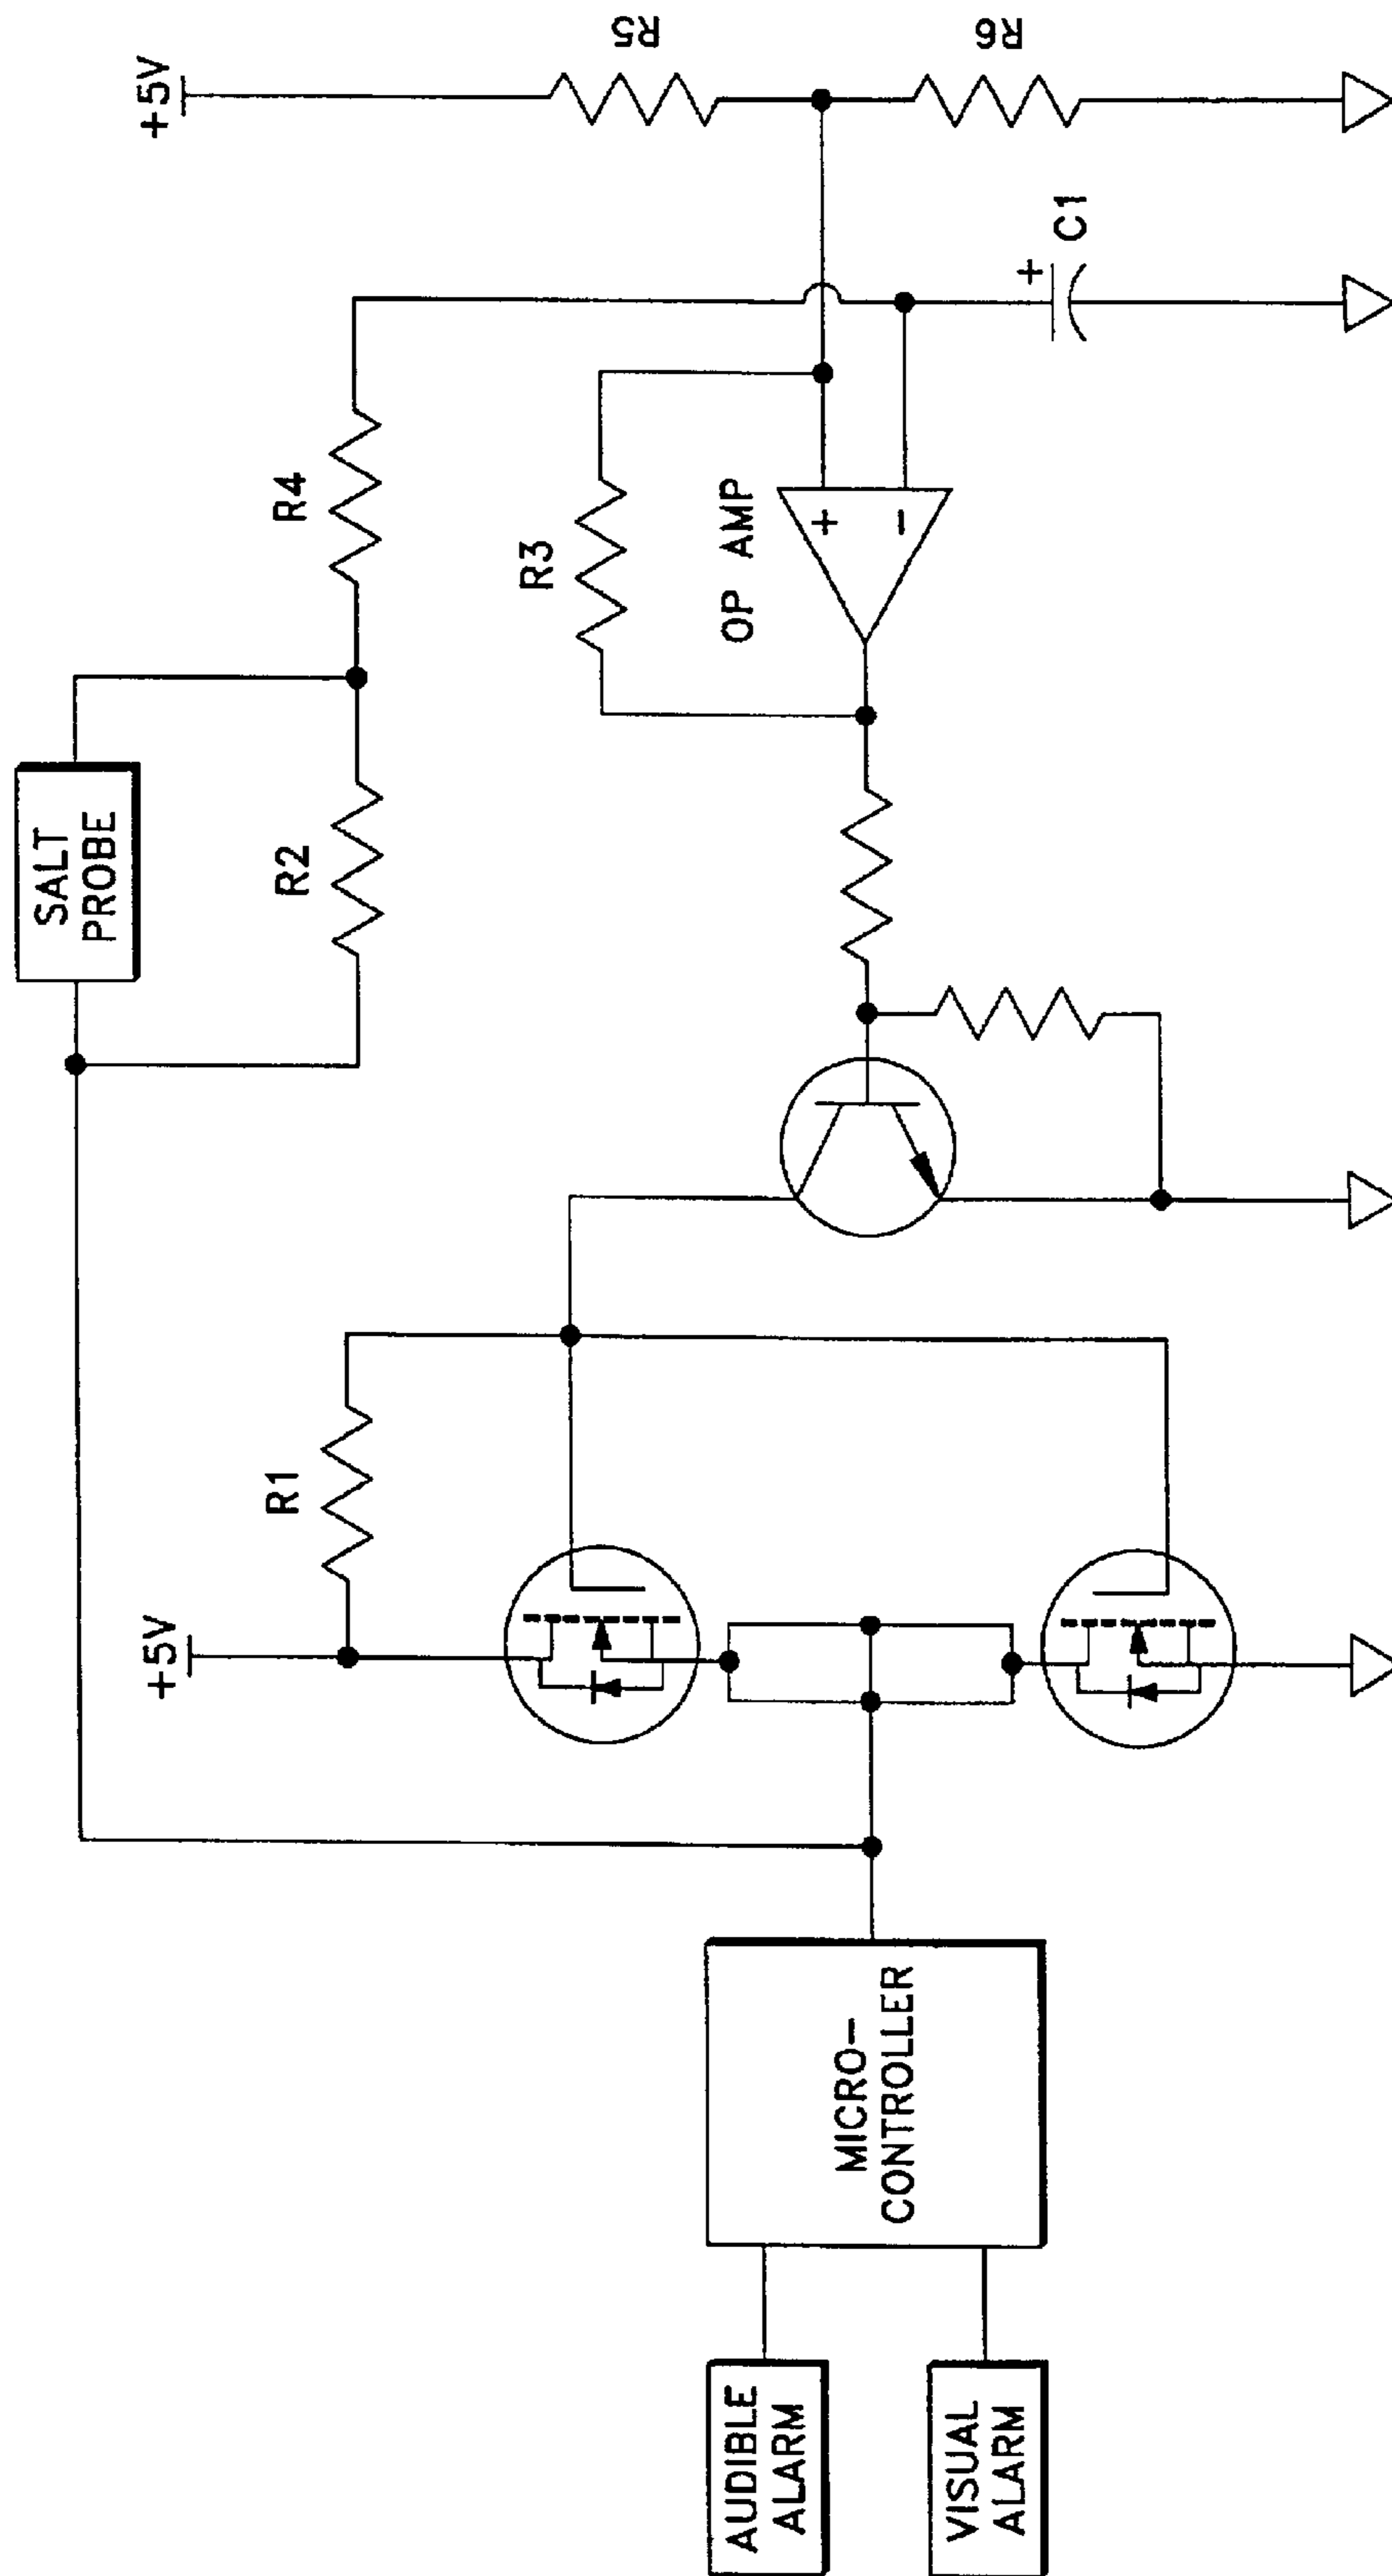 SALT
PROBE
+5V
+5V
R1
R2
R4
R3
R5
R6
C1
+
OP AMP
+
−
MICRO–
CONTROLLER
AUDIBLE
ALARM
VISUAL
ALARM